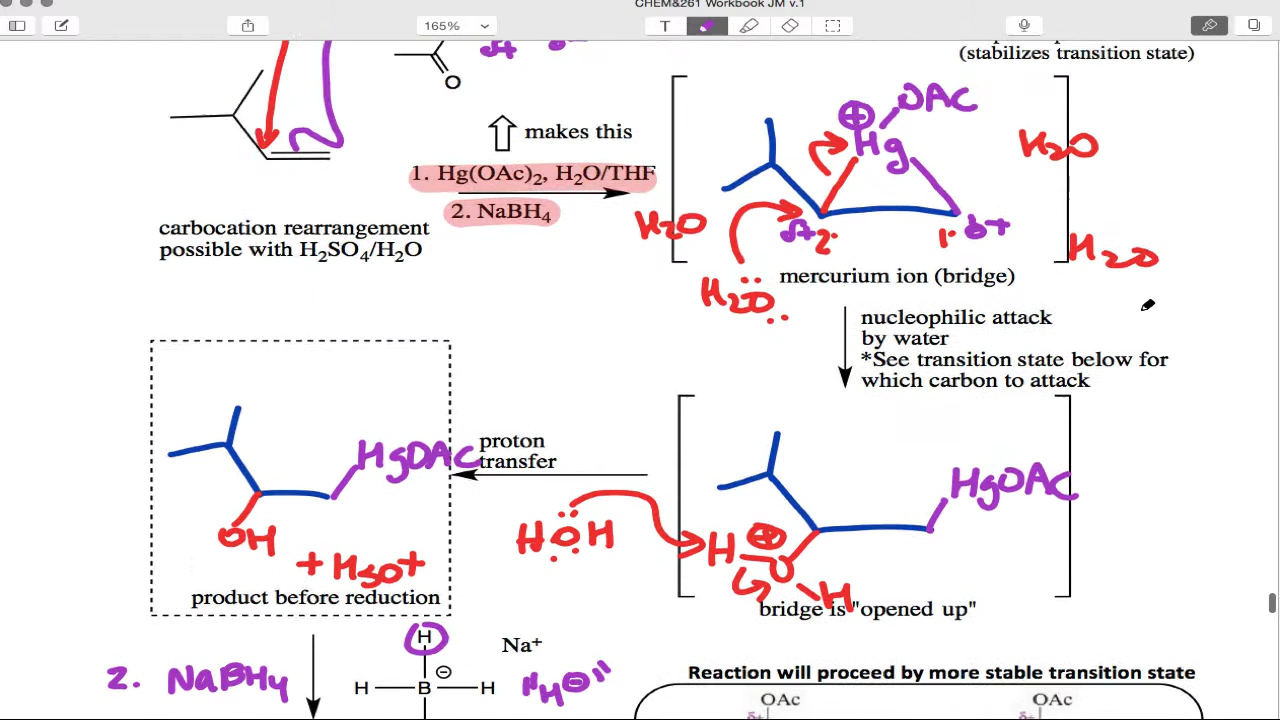 CHEM&261 Workbook JM v.1
165%
T
(stabilizes transition state)
O
δ+
makes this
1. Hg(OAc)2, H2O/THF
2. NaBH4
carbocation rearrangement
possible with H2SO4/H2O
⊕
OAC
Hg
H2O
H2O
δ+ 2°
1° δ+
H2O
H2O
mercurium ion (bridge)
nucleophilic attack
by water
*See transition state below for
which carbon to attack
HgOAC
OH
+ H3O+
product before reduction
proton
transfer
HOH
HgOAC
H ⊕ O
H
bridge is "opened up"
2. NaBH4
H
⊖
H B H
Na+
"H⊖"
Reaction will proceed by more stable transition state
OAc
OAc
δ+
δ+